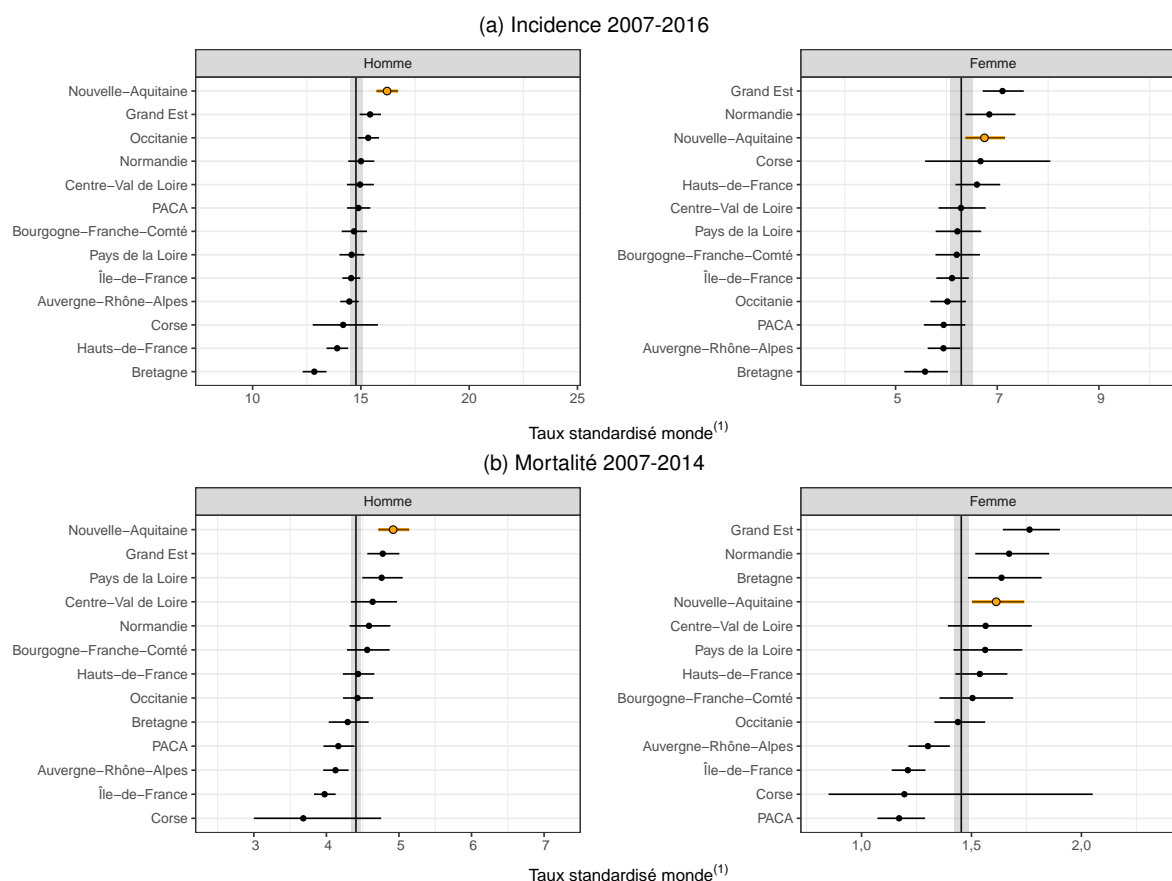 (a) Incidence 2007-2016
Homme
Nouvelle−Aquitaine
Grand Est
Occitanie
Normandie
Centre−Val de Loire
PACA
Bourgogne−Franche−Comté
Pays de la Loire
Île−de−France
Auvergne−Rhône−Alpes
Corse
Hauts−de−France
Bretagne
10 15 20 25
Femme
Grand Est
Normandie
Nouvelle−Aquitaine
Corse
Hauts−de−France
Centre−Val de Loire
Pays de la Loire
Bourgogne−Franche−Comté
Île−de−France
Occitanie
PACA
Auvergne−Rhône−Alpes
Bretagne
5 7 9
Taux standardisé monde(1)
(b) Mortalité 2007-2014
Homme
Nouvelle−Aquitaine
Grand Est
Pays de la Loire
Centre−Val de Loire
Normandie
Bourgogne−Franche−Comté
Hauts−de−France
Occitanie
Bretagne
PACA
Auvergne−Rhône−Alpes
Île−de−France
Corse
3 4 5 6 7
Femme
Grand Est
Normandie
Bretagne
Nouvelle−Aquitaine
Centre−Val de Loire
Pays de la Loire
Hauts−de−France
Bourgogne−Franche−Comté
Occitanie
Auvergne−Rhône−Alpes
Île−de−France
Corse
PACA
1,0 1,5 2,0
Taux standardisé monde(1)